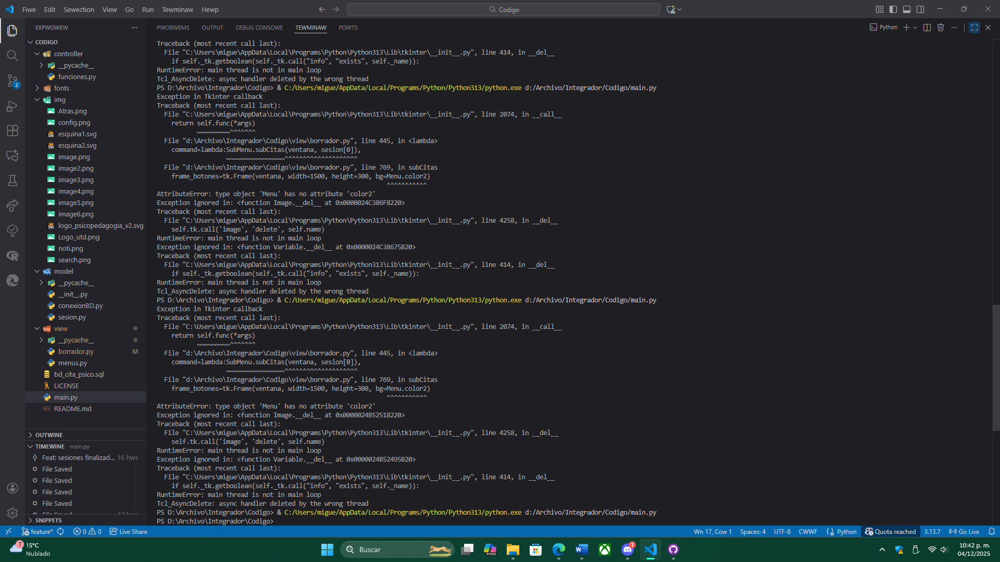 Fiwe Edit Sewection View Go Run Tewminaw Hewp
Codigo
EXPWOWEW
PWOBWEMS OUTPUT DEBUG CONSOWE TEWMINAW POWTS
Python
CODIGO
controller
__pycache__
funciones.py
fonts
img
Atras.png
config.png
esquina1.svg
esquina2.svg
image.png
image2.png
image3.png
image4.png
image5.png
image6.png
logo_psicopedagogia_v2.svg
Logo_utd.png
noti.png
search.png
model
__pycache__
__init__.py
conexionBD.py
sesion.py
view
__pycache__
borrador.py M
menus.py
bd_cita_psico.sql
LICENSE
main.py
README.md
OUTWINE
TIMEWINE main.py
Feat: sesiones finalizad... 16 hws
File Saved
File Saved
File Saved
File Saved
SNIPPETS
2
Traceback (most recent call last):
File "C:\Users\migue\AppData\Local\Programs\Python\Python313\Lib\tkinter\__init__.py", line 414, in __del__
if self._tk.getboolean(self._tk.call("info", "exists", self._name)):
RuntimeError: main thread is not in main loop
Tcl_AsyncDelete: async handler deleted by the wrong thread
PS D:\Archivo\Integrador\Codigo> & C:/Users/migue/AppData/Local/Programs/Python/Python313/python.exe d:/Archivo/Integrador/Codigo/main.py
Exception in Tkinter callback
Traceback (most recent call last):
File "C:\Users\migue\AppData\Local\Programs\Python\Python313\Lib\tkinter\__init__.py", line 2074, in __call__
return self.func(*args)
~~~~~~~~~^^^^^^^
File "d:\Archivo\Integrador\Codigo\view\borrador.py", line 445, in <lambda>
command=lambda:SubMenu.subCitas(ventana, sesion[0]),
~~~~~~~~~~~~~~~~^^^^^^^^^^^^^^^^^^^^
File "d:\Archivo\Integrador\Codigo\view\borrador.py", line 769, in subCitas
frame_botones=tk.Frame(ventana, width=1500, height=300, bg=Menu.color2)
^^^^^^^^^^^
AttributeError: type object 'Menu' has no attribute 'color2'
Exception ignored in: <function Image.__del__ at 0x0000024C386F8220>
Traceback (most recent call last):
File "C:\Users\migue\AppData\Local\Programs\Python\Python313\Lib\tkinter\__init__.py", line 4258, in __del__
self.tk.call('image', 'delete', self.name)
RuntimeError: main thread is not in main loop
Exception ignored in: <function Variable.__del__ at 0x0000024C38675B20>
Traceback (most recent call last):
File "C:\Users\migue\AppData\Local\Programs\Python\Python313\Lib\tkinter\__init__.py", line 414, in __del__
if self._tk.getboolean(self._tk.call("info", "exists", self._name)):
RuntimeError: main thread is not in main loop
Tcl_AsyncDelete: async handler deleted by the wrong thread
PS D:\Archivo\Integrador\Codigo> & C:/Users/migue/AppData/Local/Programs/Python/Python313/python.exe d:/Archivo/Integrador/Codigo/main.py
Exception in Tkinter callback
Traceback (most recent call last):
File "C:\Users\migue\AppData\Local\Programs\Python\Python313\Lib\tkinter\__init__.py", line 2074, in __call__
return self.func(*args)
~~~~~~~~~^^^^^^^
File "d:\Archivo\Integrador\Codigo\view\borrador.py", line 445, in <lambda>
command=lambda:SubMenu.subCitas(ventana, sesion[0]),
~~~~~~~~~~~~~~~~^^^^^^^^^^^^^^^^^^^^
File "d:\Archivo\Integrador\Codigo\view\borrador.py", line 769, in subCitas
frame_botones=tk.Frame(ventana, width=1500, height=300, bg=Menu.color2)
^^^^^^^^^^^
AttributeError: type object 'Menu' has no attribute 'color2'
Exception ignored in: <function Image.__del__ at 0x0000024B52518220>
Traceback (most recent call last):
File "C:\Users\migue\AppData\Local\Programs\Python\Python313\Lib\tkinter\__init__.py", line 4258, in __del__
self.tk.call('image', 'delete', self.name)
RuntimeError: main thread is not in main loop
Exception ignored in: <function Variable.__del__ at 0x0000024B52495B20>
Traceback (most recent call last):
File "C:\Users\migue\AppData\Local\Programs\Python\Python313\Lib\tkinter\__init__.py", line 414, in __del__
if self._tk.getboolean(self._tk.call("info", "exists", self._name)):
RuntimeError: main thread is not in main loop
Tcl_AsyncDelete: async handler deleted by the wrong thread
PS D:\Archivo\Integrador\Codigo> & C:/Users/migue/AppData/Local/Programs/Python/Python313/python.exe d:/Archivo/Integrador/Codigo/main.py
PS D:\Archivo\Integrador\Codigo>
feature* 0 0 Live Share
Wn 17, Cow 1 Spaces: 4 UTF-8 CWWF Python Quota reached 3.13.7 Go Live
7
15°C
Nublado
Buscar
M365
1
10:42 p. m.
04/12/2025